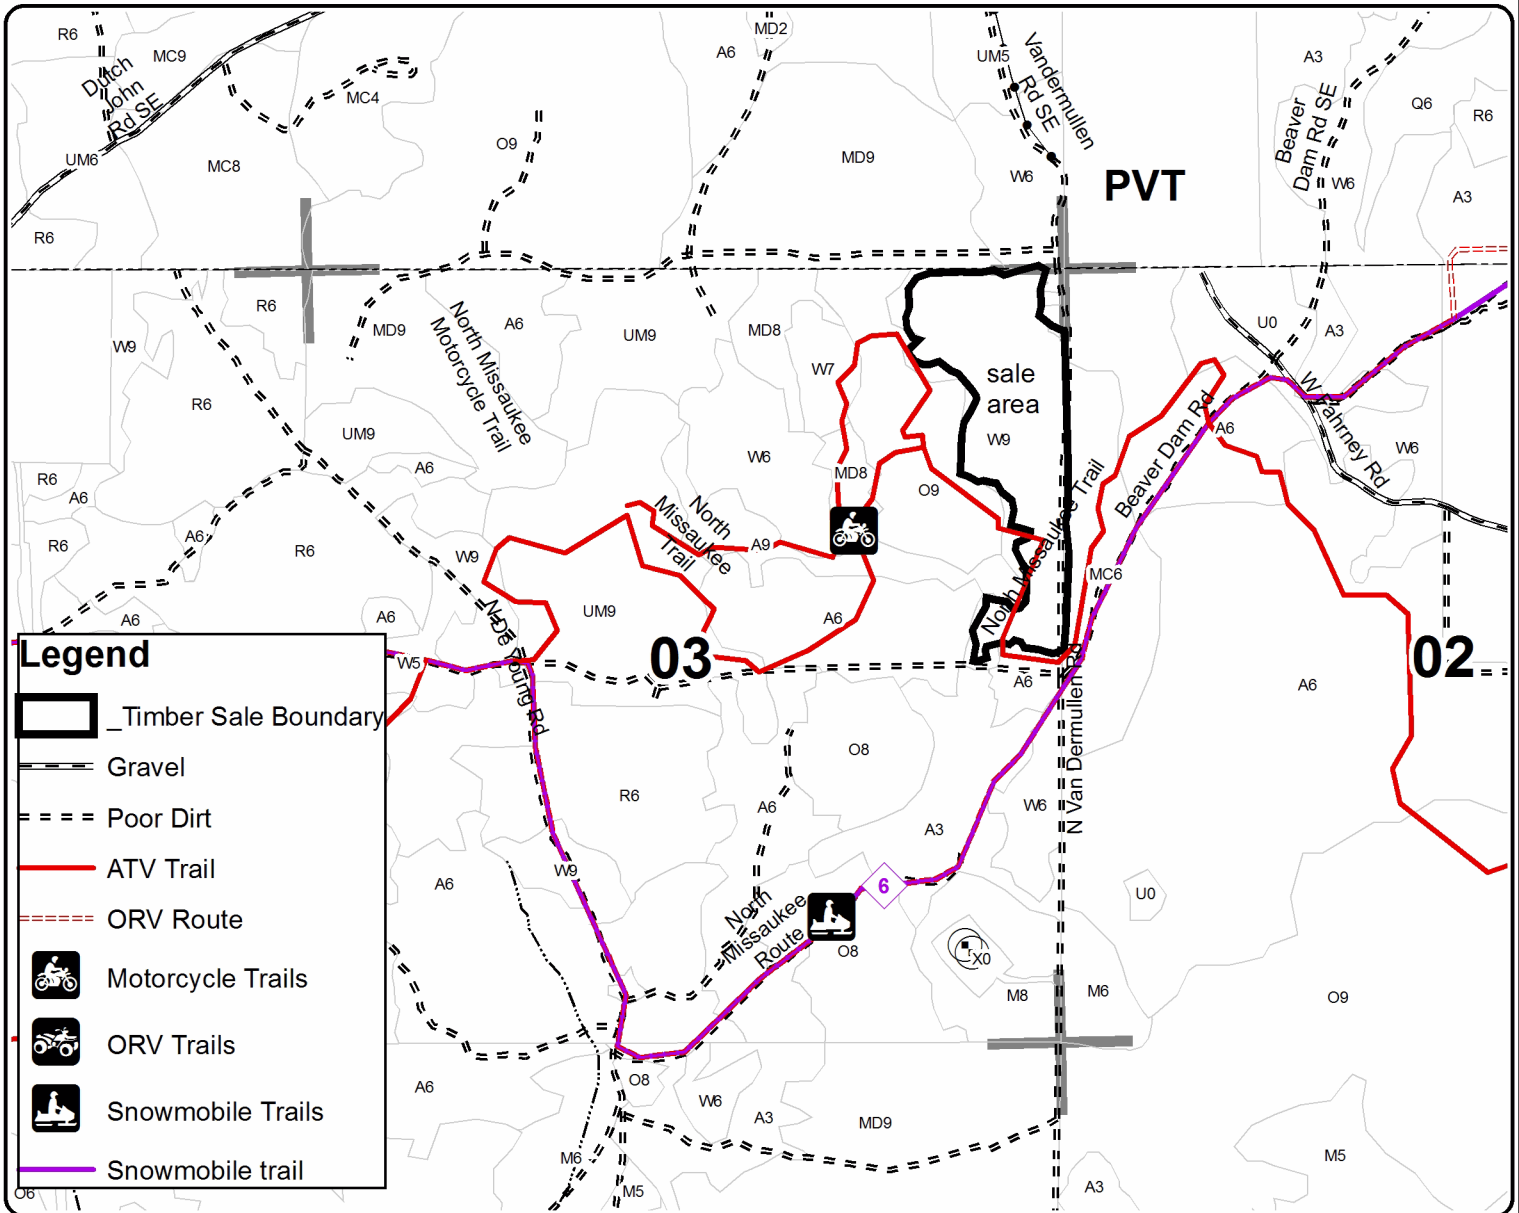 R6
MC9
Dutch
John
Rd SE
MC4
UM6
MC8
R6
O9
A6
MD2
MD9
UM5
Vandermullen
Rd SE
W6
PVT
A3
Beaver
Dam Rd SE
W6
Q6
R6
A3
W9
R6
MD9
R6
UM9
A6
North Missaukee
Motorcycle Trail
A6
UM9
MD8
W7
W6
MD8
sale
area
W9
O9
U0
A3
W Fahrney Rd
W6
A6
Beaver Dam Rd
North Missaukee Trail
MC6
R6
A6
R6
A6
R6
W9
A6
A6
North
Missaukee
Trail
A9
UM9
A6
03
02
N De Young Rd
W5
A6
A6
N Van Dermullen Rd
O8
R6
A6
W6
A3
A6
W9
6
North
Missaukee
Route
O8
X0
U0
M8
M6
O9
A6
O8
W6
A3
MD9
M6
M5
A3
M5
O6
Legend
_Timber Sale Boundary
Gravel
Poor Dirt
ATV Trail
ORV Route
Motorcycle Trails
ORV Trails
Snowmobile Trails
Snowmobile trail